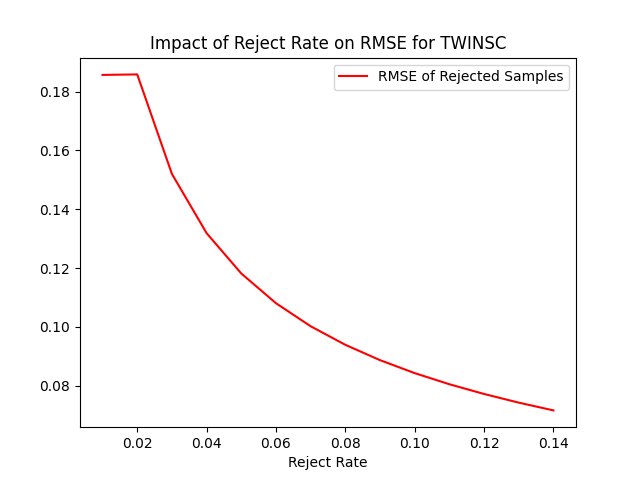 Impact of Reject Rate on RMSE for TWINSC
RMSE of Rejected Samples
0.18
0.16
0.14
0.12
0.10
0.08
0.02 0.04 0.06 0.08 0.10 0.12 0.14
Reject Rate